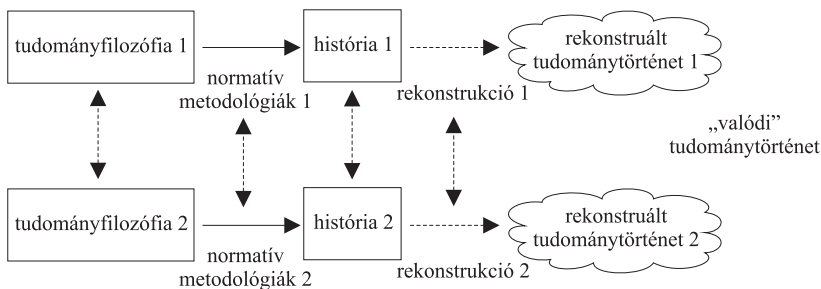 tudományfilozófia 1
normatív
metodológiák 1
história 1
rekonstrukció 1
rekonstruált
tudománytörténet 1
„valódi”
tudománytörténet
tudományfilozófia 2
normatív
metodológiák 2
história 2
rekonstrukció 2
rekonstruált
tudománytörténet 2